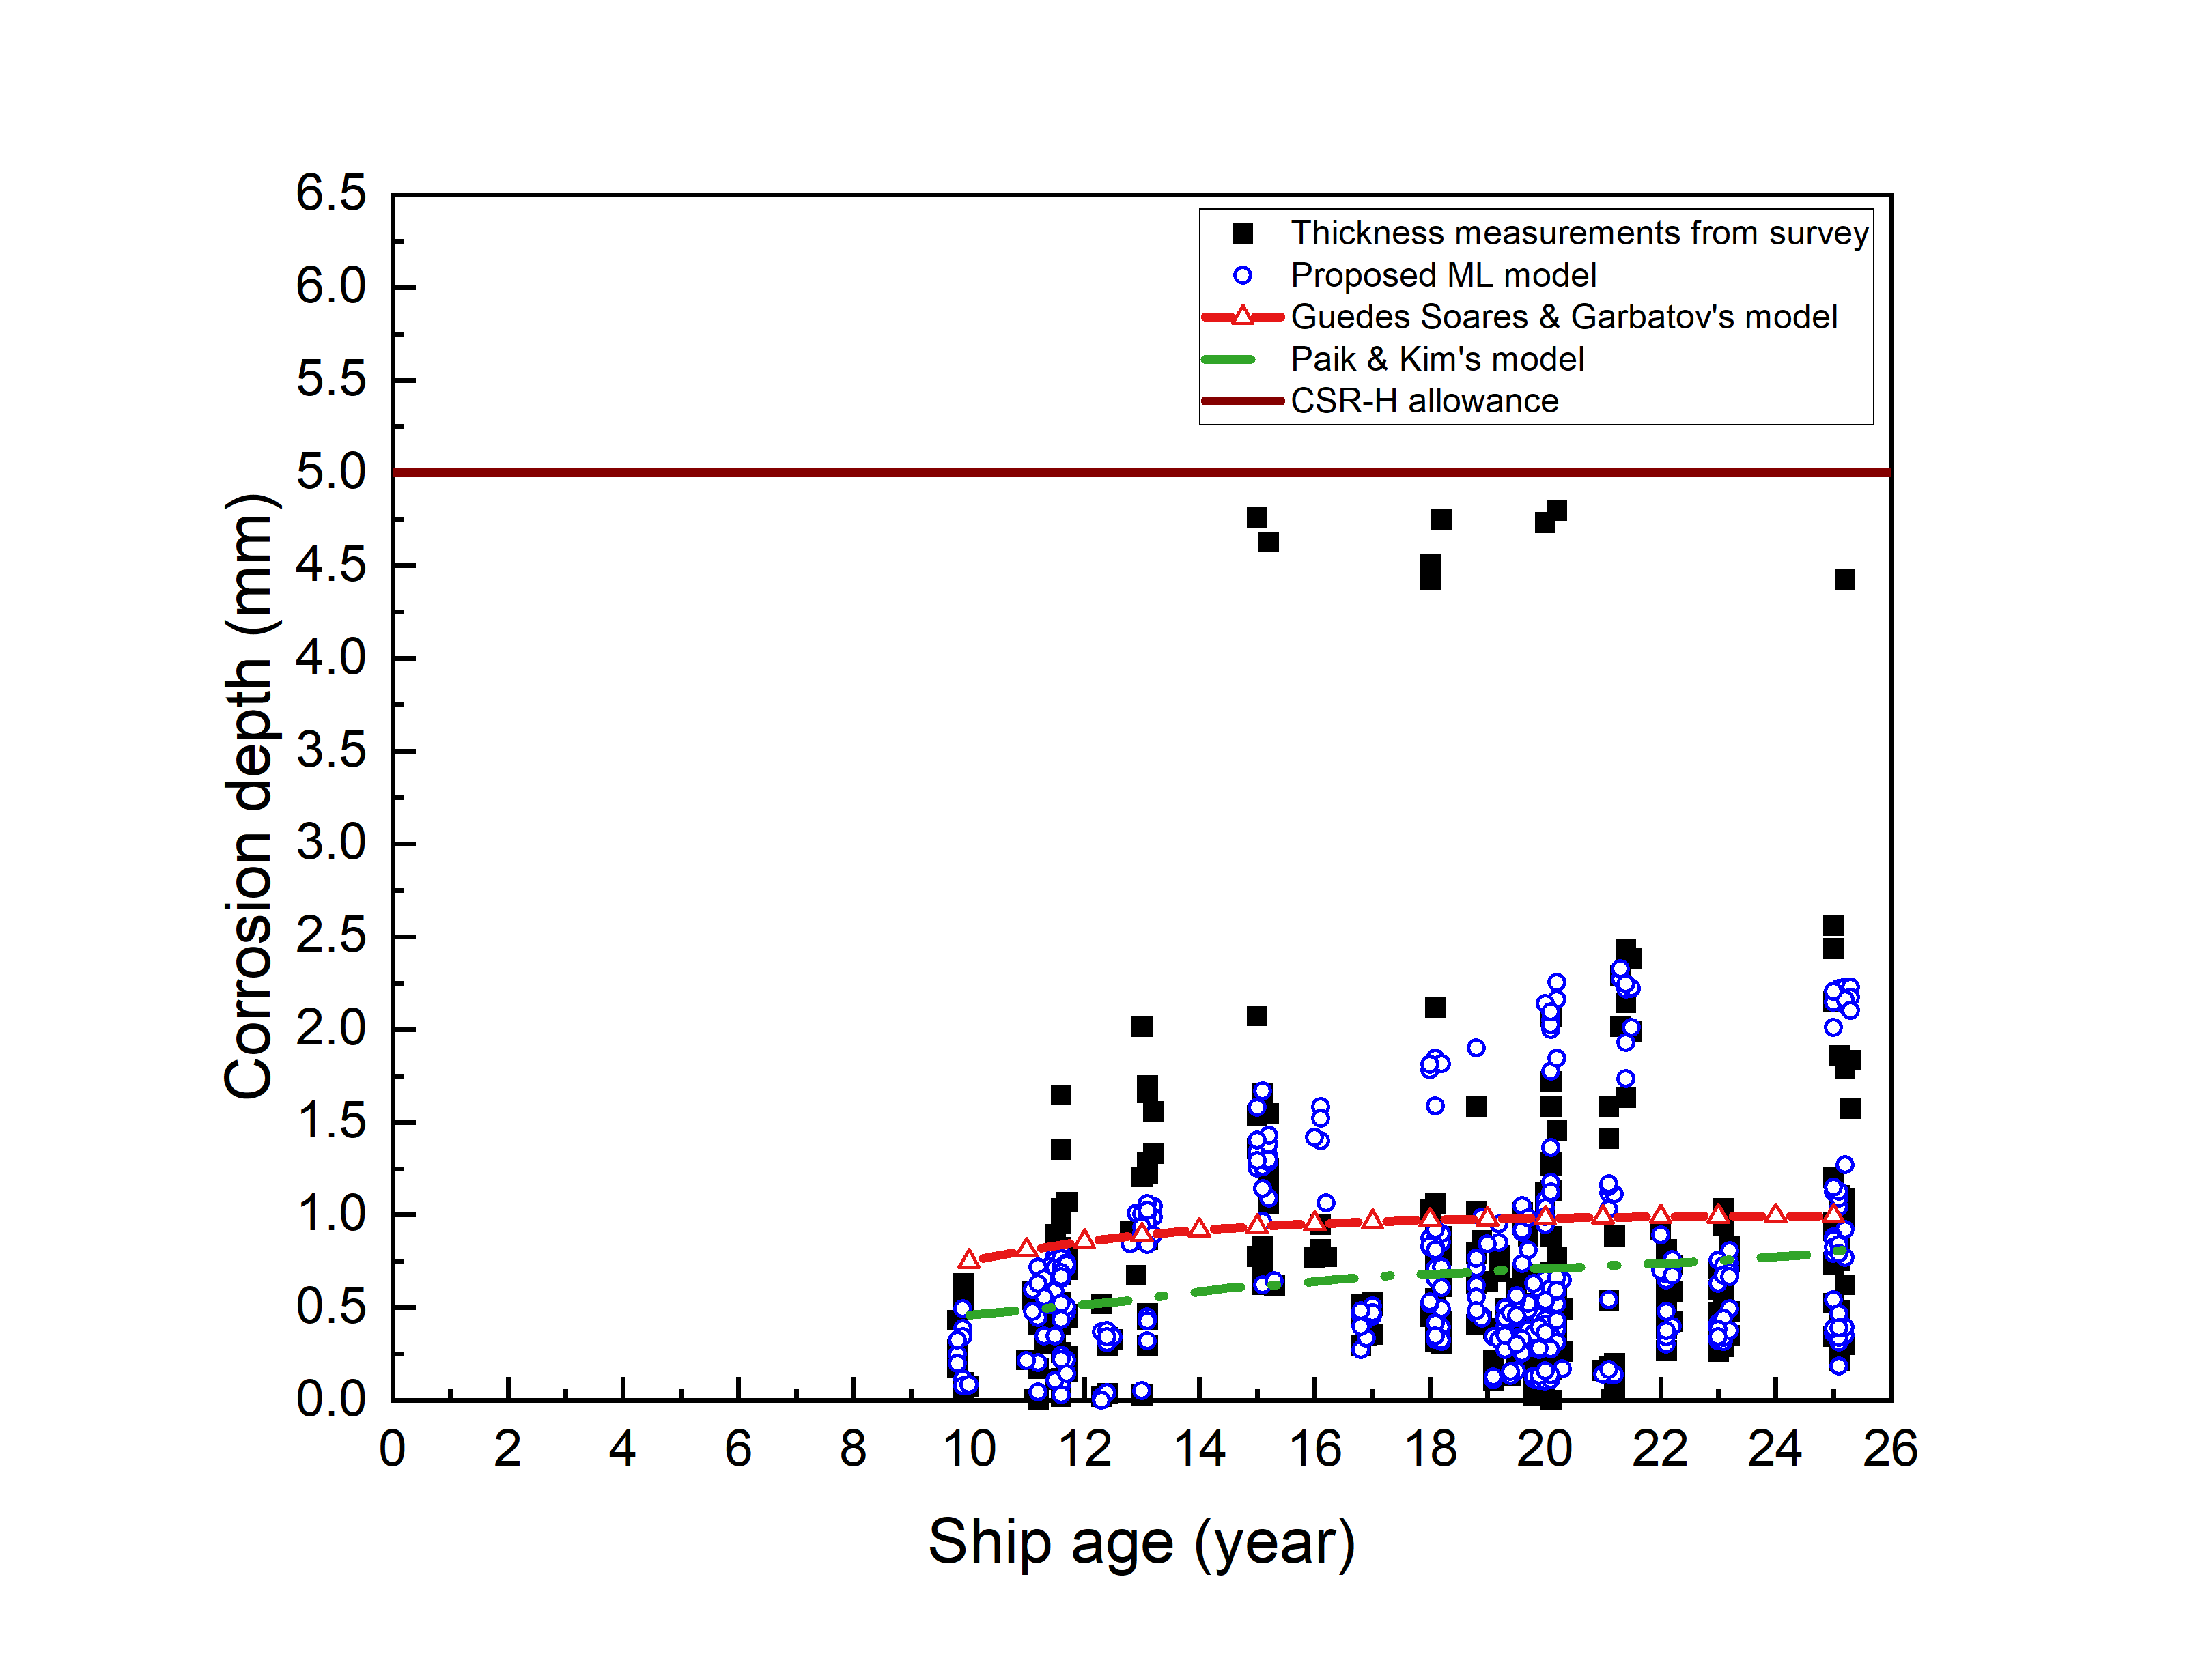 6.5
6.0
5.5
5.0
4.5
4.0
3.5
3.0
2.5
2.0
1.5
1.0
0.5
0.0
Corrosion depth (mm)
Thickness measurements from survey
Proposed ML model
Guedes Soares & Garbatov's model
Paik & Kim's model
CSR-H allowance
0 2 4 6 8 10 12 14 16 18 20 22 24 26
Ship age (year)